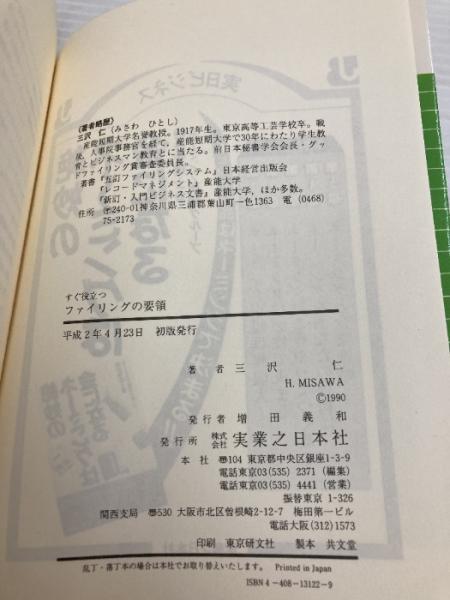 〈著者略歴〉
三沢 仁(みさわ ひとし)
産能短期大学名誉教授。1917年生。東京高等工芸学校卒。戦
後、人事院事務官を経て、産能短期大学で30年にわたり学生教
育とビジネスマン教育とに当たる。前日本秘書学会会長・グッ
ドファイリング賞審査委員長。
著書 『五訂ファイリングシステム』日本経営出版会
『レコードマネジメント』産能大学
『新訂・入門ビジネス文書』産能大学, ほか多数。
住所 〠240-01神奈川県三浦郡葉山町一色1363 電(0468)
75-2173
すぐ役立つ
ファイリングの要領
平成2年4月23日 初版発行
著者 三沢 仁
H. MISAWA
©1990
発行者 増田義和
発行所 株式会社 実業之日本社
本社 〠104 東京都中央区銀座1-3-9
電話東京03(535) 2371 (編集)
電話東京03(535) 4441 (営業)
振替東京 1-326
関西支局 〠530 大阪市北区曾根崎2-12-7 梅田第一ビル
電話大阪(312)1573
印刷 東京研文社 製本 共文堂
乱丁・落丁本の場合は本社でお取り替えいたします。 Printed in Japan
ISBN4-408-13122-9
実日ビジネス